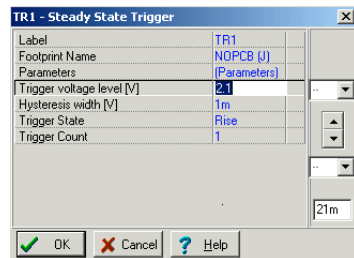 TR1 - Steady State Trigger
Label TR1
Footprint Name NOPCB (J)
Parameters (Parameters)
Trigger voltage level [V] 2.1
Hysteresis width [V] 1m
Trigger State Rise
Trigger Count 1
--
--
21m
OK Cancel ? Help